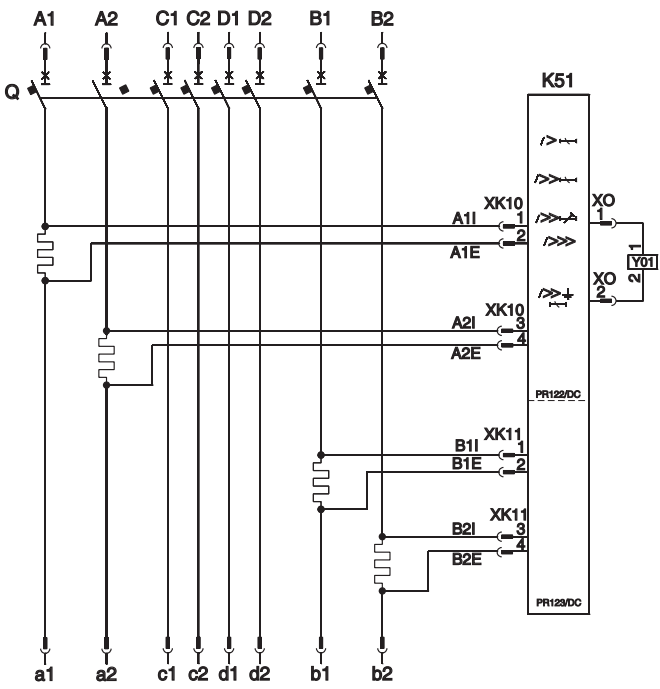 A1 A2 C1 C2 D1 D2 B1 B2
Q
K51
XK10
A1I 1
2
A1E
XO
1
1
Y01
2
XO
2
XK10
A2I 3
4
A2E
PR122/DC
XK11
B1I 1
B1E 2
XK11
B2I 3
4
B2E
PR123/DC
a1 a2 c1 c2 d1 d2 b1 b2